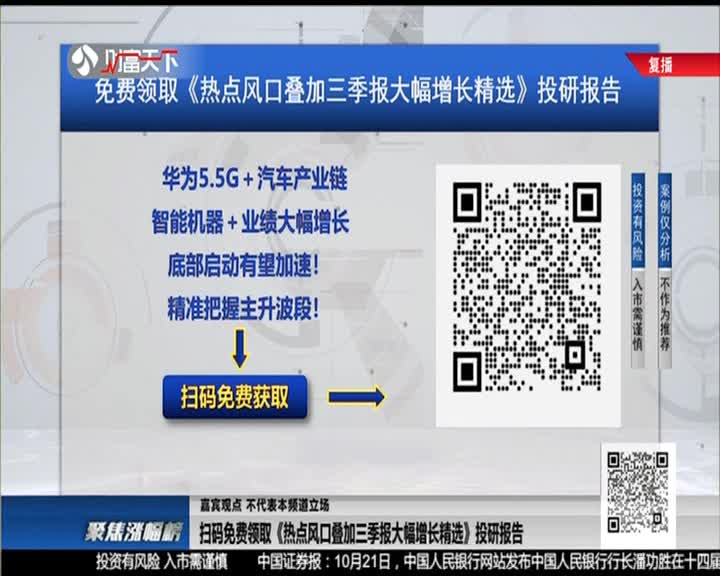 财富天下
复播
免费领取《热点风口叠加三季报大幅增长精选》投研报告
华为5.5G+汽车产业链
智能机器+业绩大幅增长
底部启动有望加速！
精准把握主升波段！
扫码免费获取
投资有风险 入市需谨慎
案例仅分析 不作为推荐
嘉宾观点 不代表本频道立场
聚焦涨幅榜
扫码免费领取《热点风口叠加三季报大幅增长精选》投研报告
投资有风险 入市需谨慎 中国证券报：10月21日，中国人民银行网站发布中国人民银行行长潘功胜在十四届